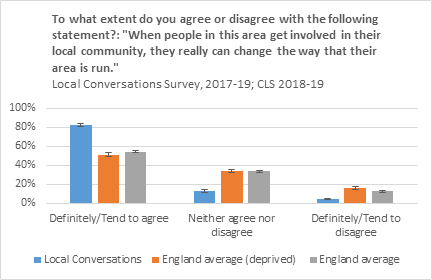 To what extent do you agree or disagree with the following
statement?: "When people in this area get involved in their
local community, they really can change the way that their
area is run."
Local Conversations Survey, 2017-19; CLS 2018-19
100%
80%
60%
40%
20%
0%
Definitely/Tend to agree
Neither agree nor
disagree
Definitely/Tend to
disagree
Local Conversations
England average (deprived)
England average